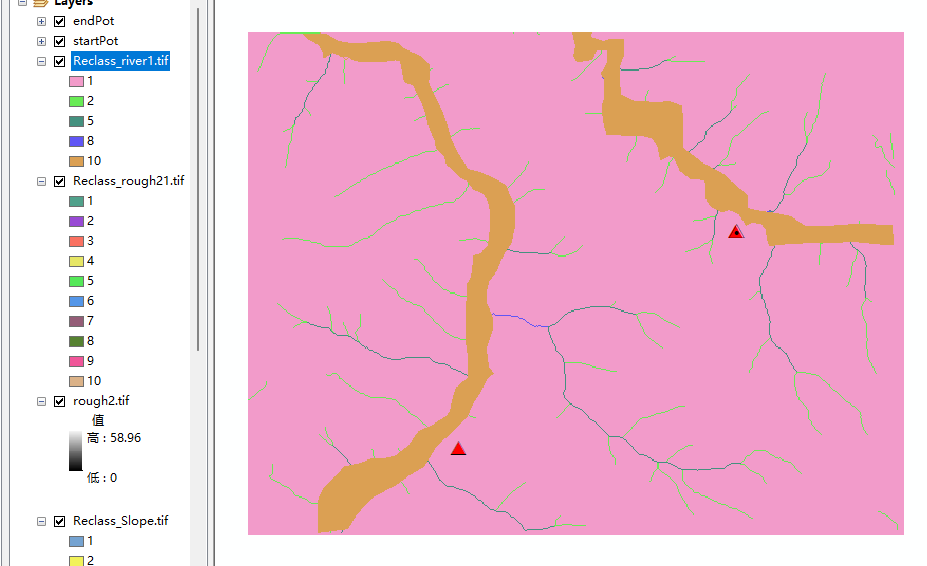 Layers
endPot
startPot
Reclass_river1.tif
1
2
5
8
10
Reclass_rough21.tif
1
2
3
4
5
6
7
8
9
10
rough2.tif
值
高 : 58.96
低 : 0
Reclass_Slope.tif
1
2